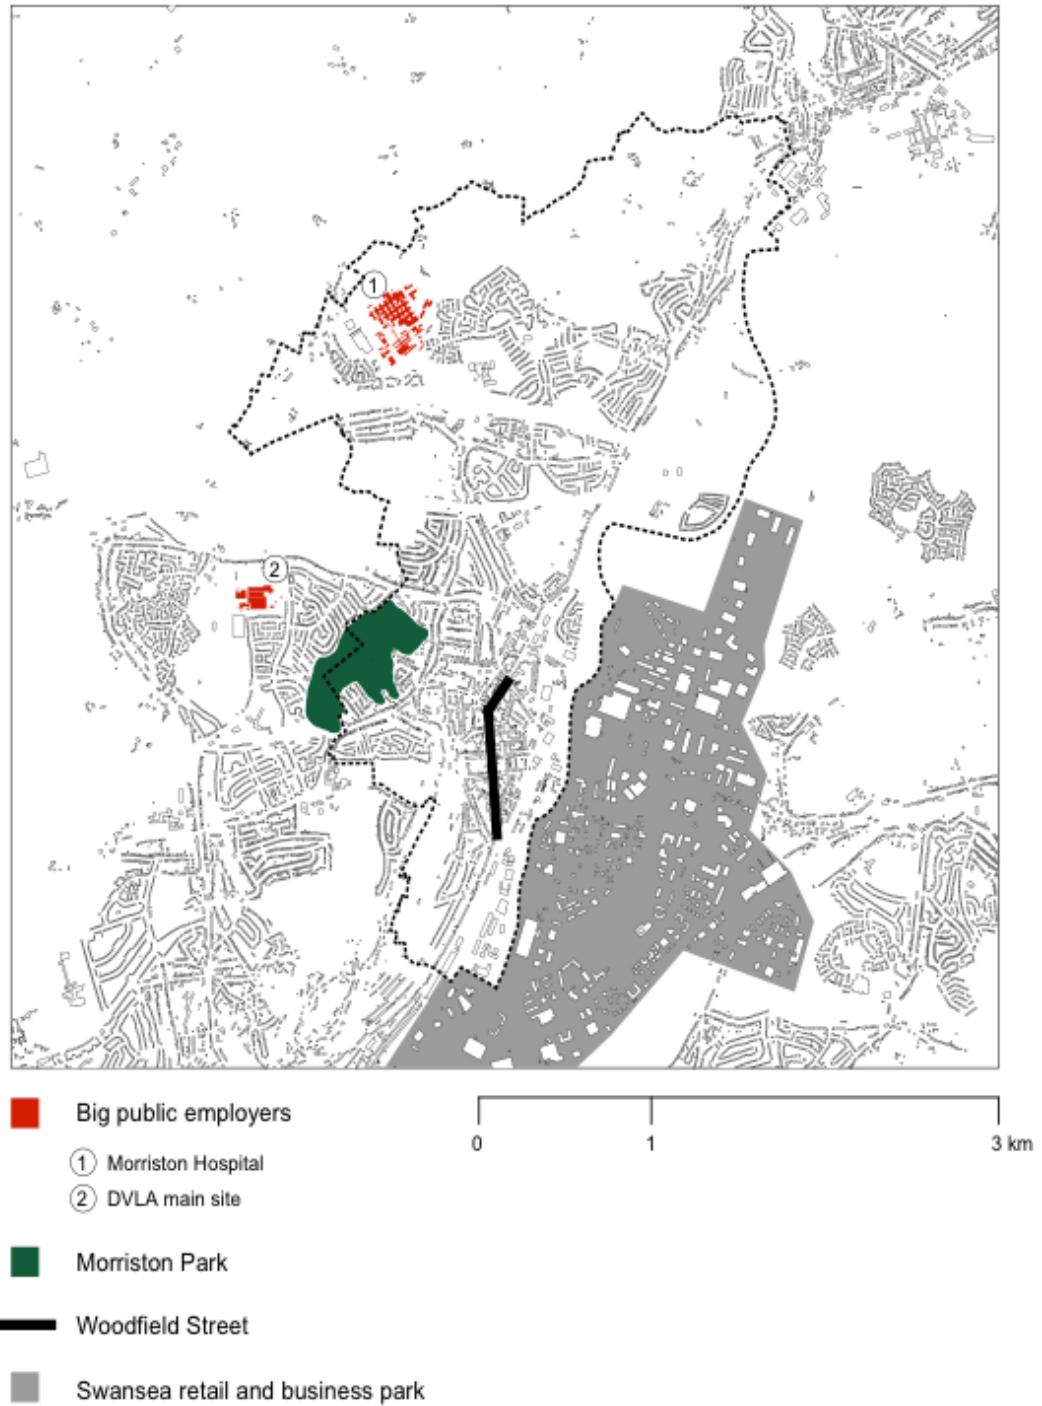 1
2
Big public employers
0 1 3 km
1 Morriston Hospital
2 DVLA main site
Morriston Park
Woodfield Street
Swansea retail and business park